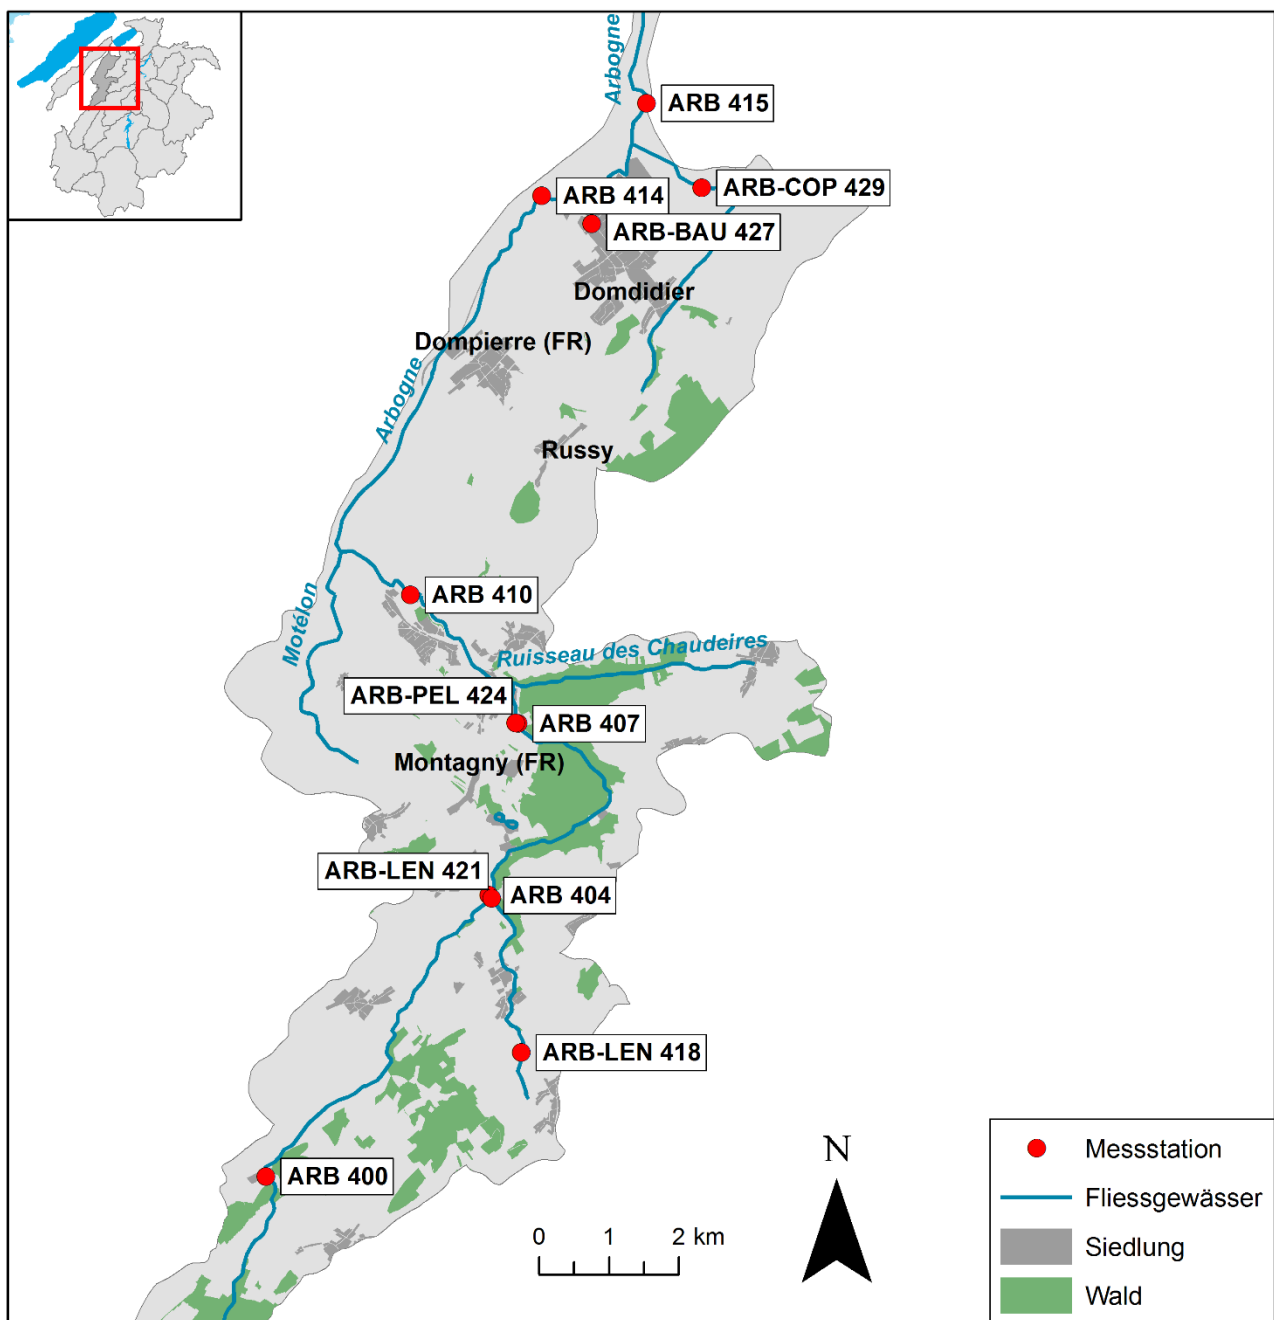 Arbogne
ARB 415
ARB-COP 429
ARB 414
ARB-BAU 427
Domdidier
Dompierre (FR)
Arbogne
Russy
Motélon
ARB 410
Ruisseau des Chaudeires
ARB-PEL 424
ARB 407
Montagny (FR)
ARB-LEN 421
ARB 404
ARB-LEN 418
ARB 400
0 1 2 km
N
Messstation
Fliessgewässer
Siedlung
Wald